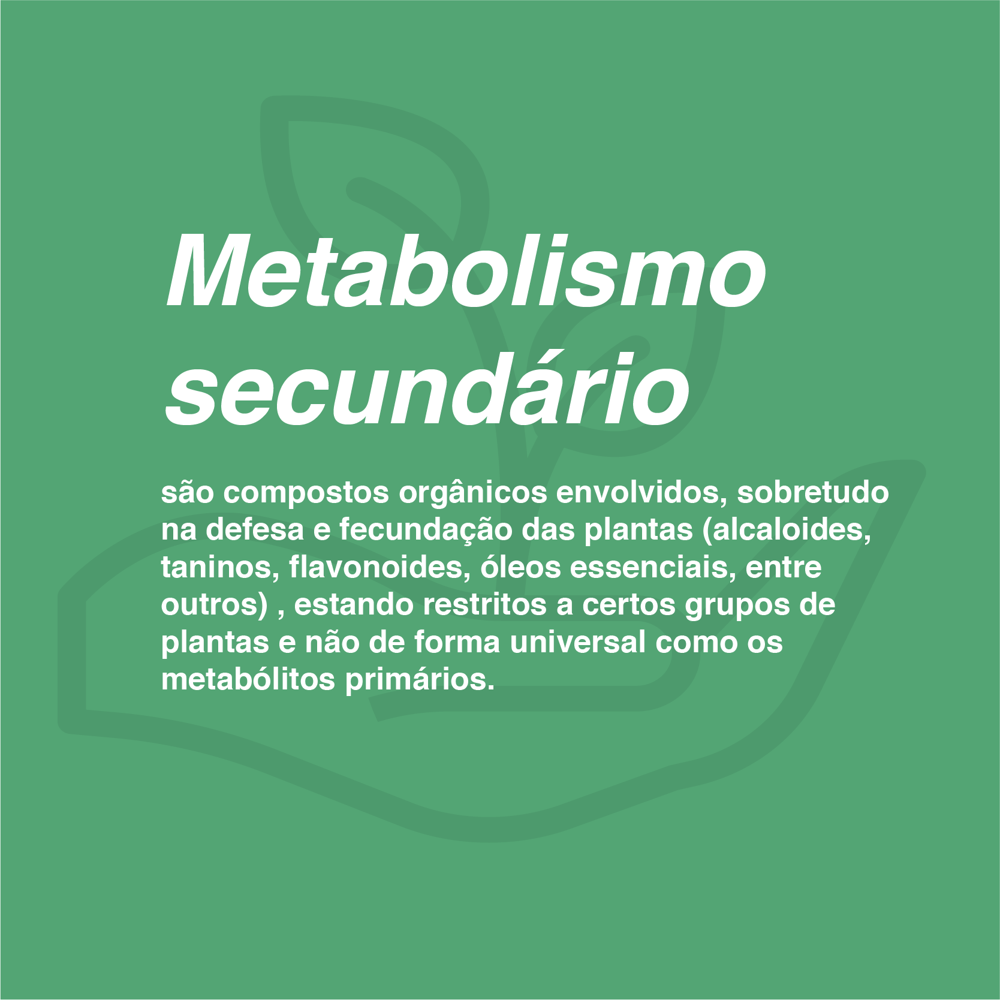 Metabolismo
secundário
são compostos orgânicos envolvidos, sobretudo
na defesa e fecundação das plantas (alcaloides,
taninos, flavonoides, óleos essenciais, entre
outros) , estando restritos a certos grupos de
plantas e não de forma universal como os
metabólitos primários.